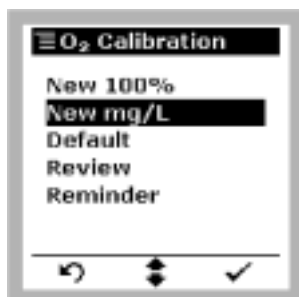 O₂ Calibration
New 100%
New mg/L
Default
Review
Reminder